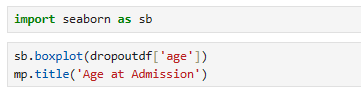 import seaborn as sb
sb.boxplot(dropoutdf['age'])
mp.title('Age at Admission')